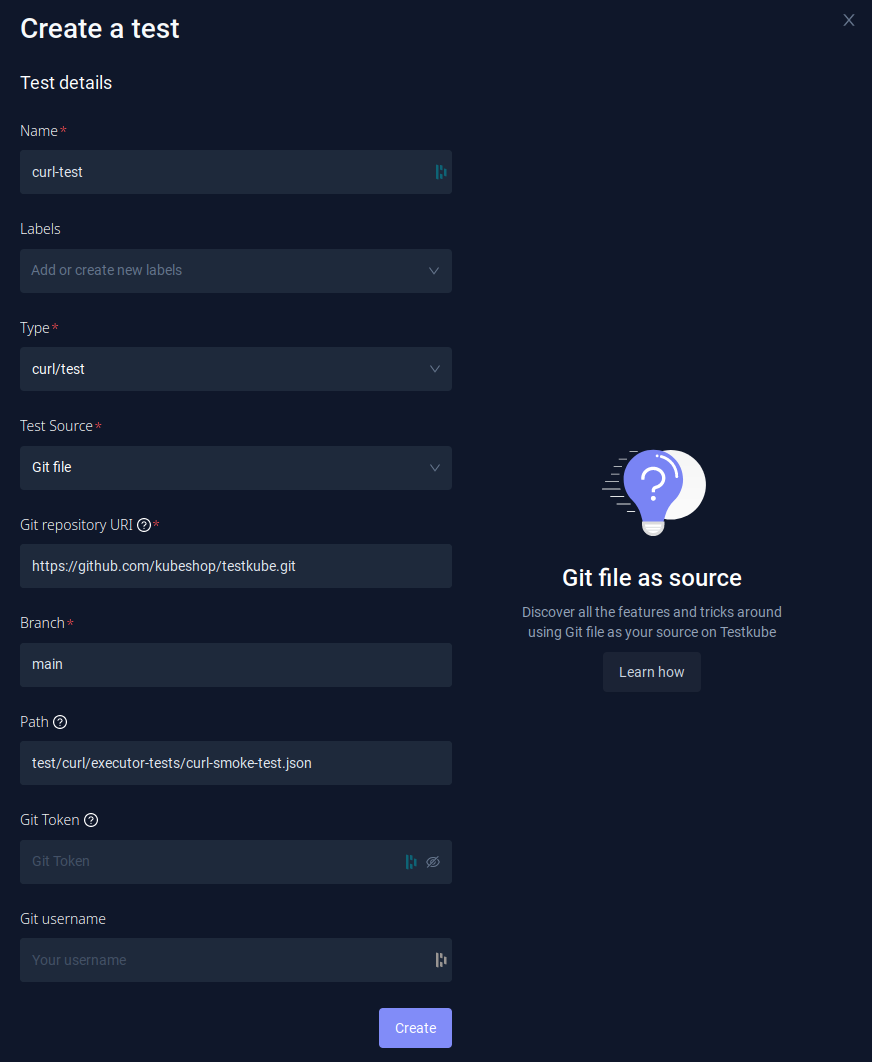 Create a test
Test details
Name*
curl-test
Labels
Add or create new labels
Type*
curl/test
Test Source*
Git file
Git repository URI ?*
https://github.com/kubeshop/testkube.git
Branch*
main
Path ?
test/curl/executor-tests/curl-smoke-test.json
Git Token ?
Git Token
Git username
Your username
Create
?
Git file as source
Discover all the features and tricks around
using Git file as your source on Testkube
Learn how